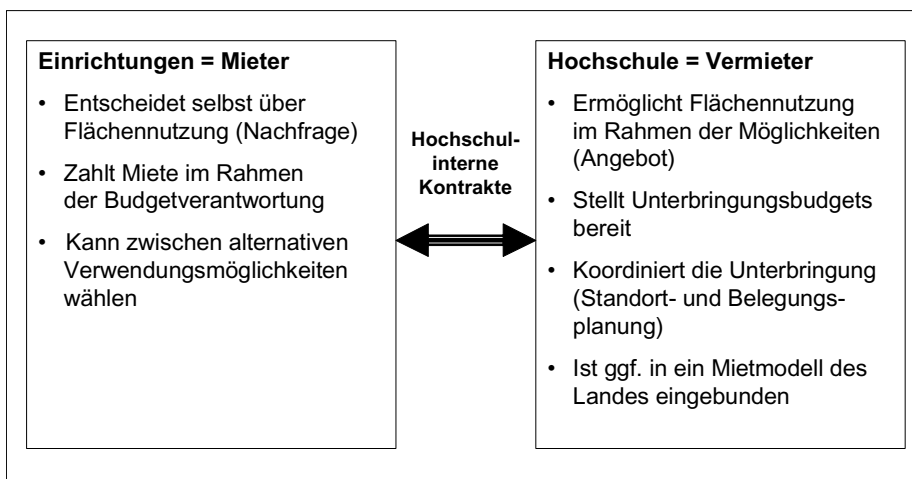 Einrichtungen = Mieter
• Entscheidet selbst über
Flächennutzung (Nachfrage)
• Zahlt Miete im Rahmen
der Budgetverantwortung
• Kann zwischen alternativen
Verwendungsmöglichkeiten
wählen
Hochschul-
interne
Kontrakte
Hochschule = Vermieter
• Ermöglicht Flächennutzung
im Rahmen der Möglichkeiten
(Angebot)
• Stellt Unterbringungsbudgets
bereit
• Koordiniert die Unterbringung
(Standort- und Belegungs-
planung)
• Ist ggf. in ein Mietmodell des
Landes eingebunden